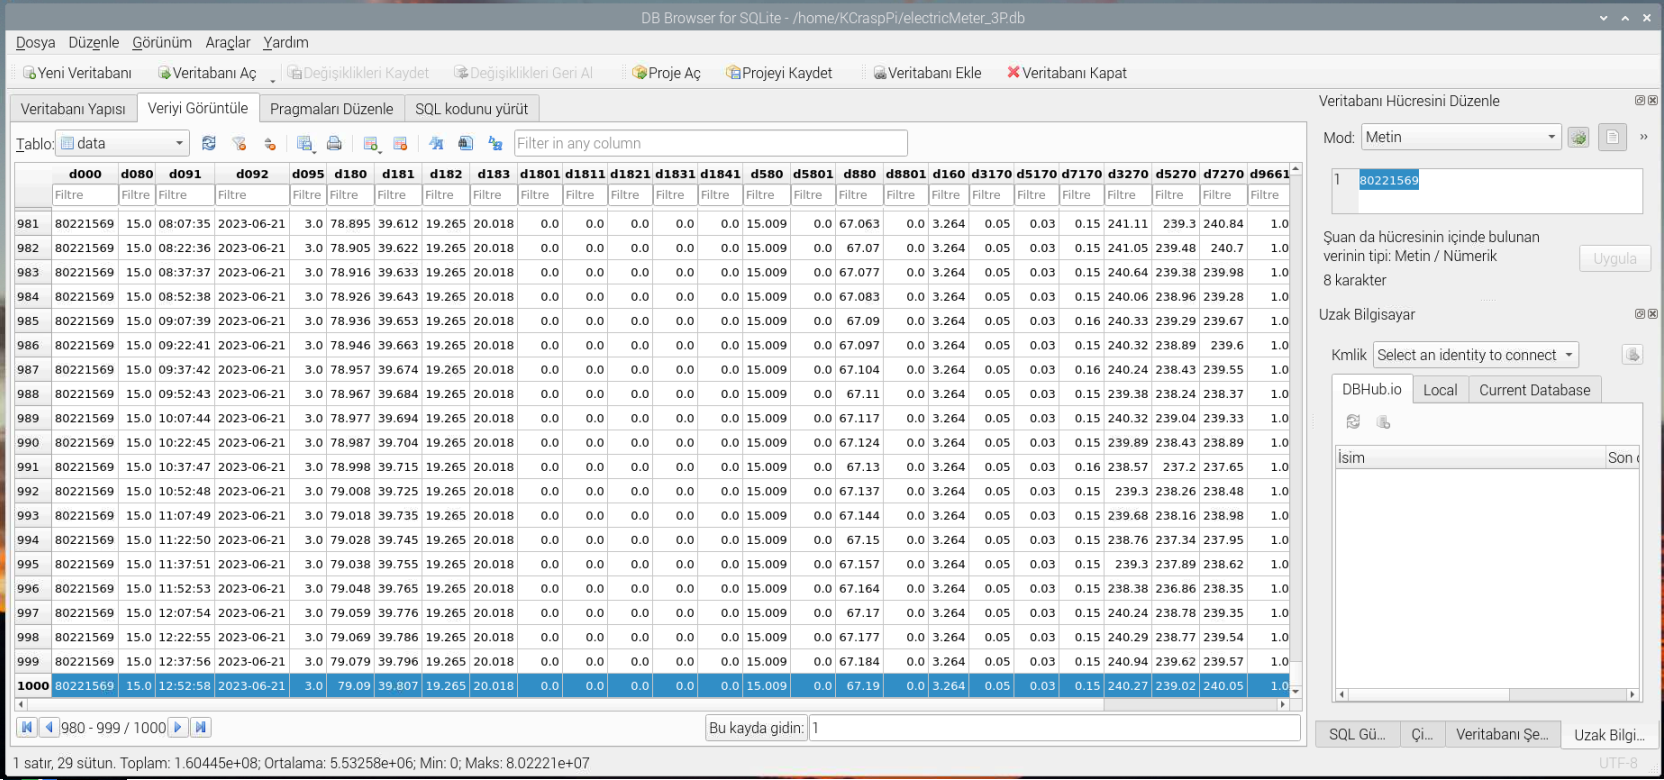 DB Browser for SQLite - /home/KCraspPi/electricMeter_3P.db
Dosya Düzenle Görünüm Araçlar Yardım
Yeni Veritabanı Veritabanı Aç Değişiklikleri Kaydet Değişiklikleri Geri Al Proje Aç Projeyi Kaydet Veritabanı Ekle Veritabanı Kapat
Veritabanı Yapısı Veriyi Görüntüle Pragmaları Düzenle SQL kodunu yürüt
Tablo: data Filter in any column
d000 d080 d091 d092 d095 d180 d181 d182 d183 d1801 d1811 d1821 d1831 d1841 d580 d5801 d880 d8801 d160 d3170 d5170 d7170 d3270 d5270 d7270 d9661
Filtre Filtre Filtre Filtre Filtre Filtre Filtre Filtre Filtre Filtre Filtre Filtre Filtre Filtre Filtre Filtre Filtre Filtre Filtre Filtre Filtre Filtre Filtre Filtre Filtre Filtre
981 80221569 15.0 08:07:35 2023-06-21 3.0 78.895 39.612 19.265 20.018 0.0 0.0 0.0 0.0 0.0 15.009 0.0 67.063 0.0 3.264 0.05 0.03 0.15 241.11 239.3 240.84 1.0
982 80221569 15.0 08:22:36 2023-06-21 3.0 78.905 39.622 19.265 20.018 0.0 0.0 0.0 0.0 0.0 15.009 0.0 67.07 0.0 3.264 0.05 0.03 0.15 241.05 239.48 240.7 1.0
983 80221569 15.0 08:37:37 2023-06-21 3.0 78.916 39.633 19.265 20.018 0.0 0.0 0.0 0.0 0.0 15.009 0.0 67.077 0.0 3.264 0.05 0.03 0.15 240.64 239.38 239.98 1.0
984 80221569 15.0 08:52:38 2023-06-21 3.0 78.926 39.643 19.265 20.018 0.0 0.0 0.0 0.0 0.0 15.009 0.0 67.083 0.0 3.264 0.05 0.03 0.15 240.06 238.96 239.28 1.0
985 80221569 15.0 09:07:39 2023-06-21 3.0 78.936 39.653 19.265 20.018 0.0 0.0 0.0 0.0 0.0 15.009 0.0 67.09 0.0 3.264 0.05 0.03 0.16 240.33 239.29 239.67 1.0
986 80221569 15.0 09:22:41 2023-06-21 3.0 78.946 39.663 19.265 20.018 0.0 0.0 0.0 0.0 0.0 15.009 0.0 67.097 0.0 3.264 0.05 0.03 0.15 240.32 238.89 239.6 1.0
987 80221569 15.0 09:37:42 2023-06-21 3.0 78.957 39.674 19.265 20.018 0.0 0.0 0.0 0.0 0.0 15.009 0.0 67.104 0.0 3.264 0.05 0.03 0.16 240.24 238.43 239.55 1.0
988 80221569 15.0 09:52:43 2023-06-21 3.0 78.967 39.684 19.265 20.018 0.0 0.0 0.0 0.0 0.0 15.009 0.0 67.11 0.0 3.264 0.05 0.03 0.15 239.38 238.24 238.37 1.0
989 80221569 15.0 10:07:44 2023-06-21 3.0 78.977 39.694 19.265 20.018 0.0 0.0 0.0 0.0 0.0 15.009 0.0 67.117 0.0 3.264 0.05 0.03 0.15 240.32 239.04 239.33 1.0
990 80221569 15.0 10:22:45 2023-06-21 3.0 78.987 39.704 19.265 20.018 0.0 0.0 0.0 0.0 0.0 15.009 0.0 67.124 0.0 3.264 0.05 0.03 0.15 239.89 238.43 238.89 1.0
991 80221569 15.0 10:37:47 2023-06-21 3.0 78.998 39.715 19.265 20.018 0.0 0.0 0.0 0.0 0.0 15.009 0.0 67.13 0.0 3.264 0.05 0.03 0.16 238.57 237.2 237.65 1.0
992 80221569 15.0 10:52:48 2023-06-21 3.0 79.008 39.725 19.265 20.018 0.0 0.0 0.0 0.0 0.0 15.009 0.0 67.137 0.0 3.264 0.05 0.03 0.15 239.3 238.26 238.48 1.0
993 80221569 15.0 11:07:49 2023-06-21 3.0 79.018 39.735 19.265 20.018 0.0 0.0 0.0 0.0 0.0 15.009 0.0 67.144 0.0 3.264 0.05 0.03 0.15 239.68 238.16 238.98 1.0
994 80221569 15.0 11:22:50 2023-06-21 3.0 79.028 39.745 19.265 20.018 0.0 0.0 0.0 0.0 0.0 15.009 0.0 67.15 0.0 3.264 0.05 0.03 0.15 238.76 237.34 237.95 1.0
995 80221569 15.0 11:37:51 2023-06-21 3.0 79.038 39.755 19.265 20.018 0.0 0.0 0.0 0.0 0.0 15.009 0.0 67.157 0.0 3.264 0.05 0.03 0.15 239.3 237.89 238.62 1.0
996 80221569 15.0 11:52:53 2023-06-21 3.0 79.048 39.765 19.265 20.018 0.0 0.0 0.0 0.0 0.0 15.009 0.0 67.164 0.0 3.264 0.05 0.03 0.15 238.38 236.86 238.35 1.0
997 80221569 15.0 12:07:54 2023-06-21 3.0 79.059 39.776 19.265 20.018 0.0 0.0 0.0 0.0 0.0 15.009 0.0 67.17 0.0 3.264 0.05 0.03 0.15 240.24 238.78 239.35 1.0
998 80221569 15.0 12:22:55 2023-06-21 3.0 79.069 39.786 19.265 20.018 0.0 0.0 0.0 0.0 0.0 15.009 0.0 67.177 0.0 3.264 0.05 0.03 0.15 240.29 238.77 239.54 1.0
999 80221569 15.0 12:37:56 2023-06-21 3.0 79.079 39.796 19.265 20.018 0.0 0.0 0.0 0.0 0.0 15.009 0.0 67.184 0.0 3.264 0.05 0.03 0.15 240.94 239.62 239.57 1.0
1000 80221569 15.0 12:52:58 2023-06-21 3.0 79.09 39.807 19.265 20.018 0.0 0.0 0.0 0.0 0.0 15.009 0.0 67.19 0.0 3.264 0.05 0.03 0.15 240.27 239.02 240.05 1.0
980 - 999 / 1000 Bu kayda gidin: 1
Veritabanı Hücresini Düzenle
Mod: Metin »
1 80221569
Şuan da hücresinin içinde bulunan
verinin tipi: Metin / Nümerik
Uygula
8 karakter
Uzak Bilgisayar
Kmlik Select an identity to connect
DBHub.io Local Current Database
İsim Son
SQL Gü... Çi... Veritabanı Şe... Uzak Bilgi...
1 satır, 29 sütun. Toplam: 1.60445e+08; Ortalama: 5.53258e+06; Min: 0; Maks: 8.02221e+07 UTF-8